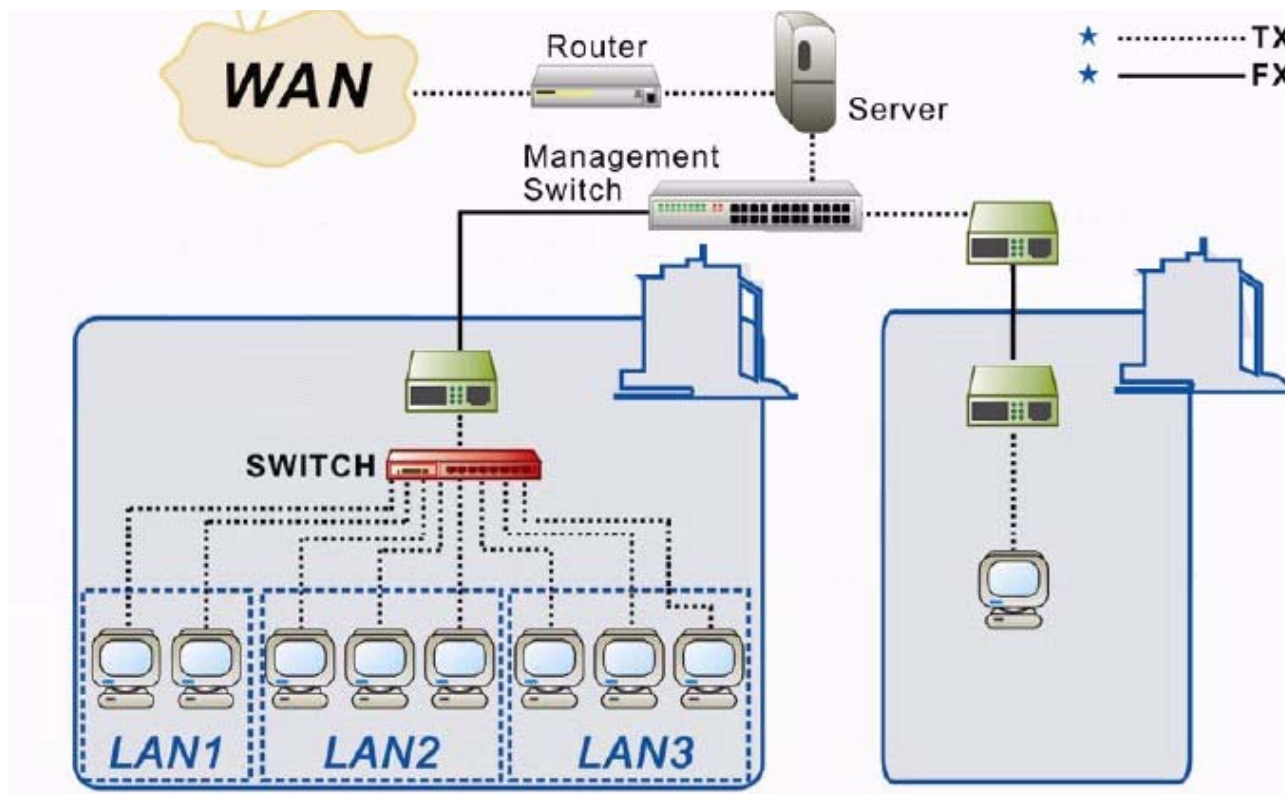 WAN
Router
Server
TX
FX
Management
Switch
SWITCH
LAN1
LAN2
LAN3